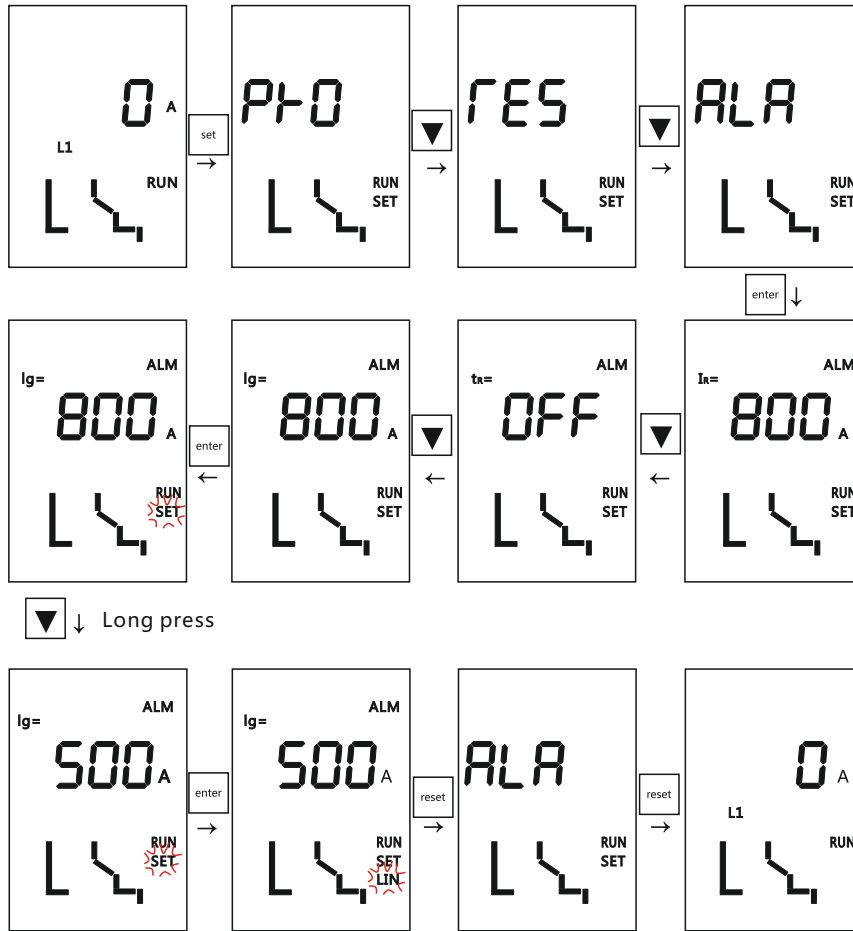 0 A
L1
RUN
set
→
PrO
RUN
SET
▼
→
rES
RUN
SET
▼
→
ALA
RUN
SET
enter ↓
ALM
IR=
800 A
RUN
SET
▼
←
ALM
tR=
OFF
RUN
SET
▼
←
ALM
Ig=
800 A
RUN
SET
enter
←
ALM
Ig=
800 A
RUN
SET
▼ ↓ Long press
ALM
Ig=
500 A
RUN
SET
enter
→
ALM
Ig=
500 A
RUN
SET
LIN
reset
→
ALA
RUN
SET
reset
→
0 A
L1
RUN